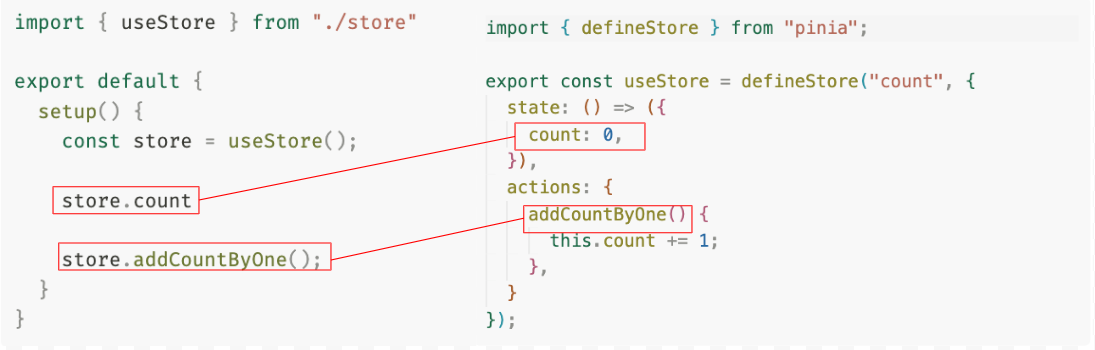 import { useStore } from "./store"
export default {
setup() {
const store = useStore();
store.count
store.addCountByOne();
}
}
import { defineStore } from "pinia";
export const useStore = defineStore("count", {
state: () => ({
count: 0,
}),
actions: {
addCountByOne() {
this.count += 1;
},
}
});